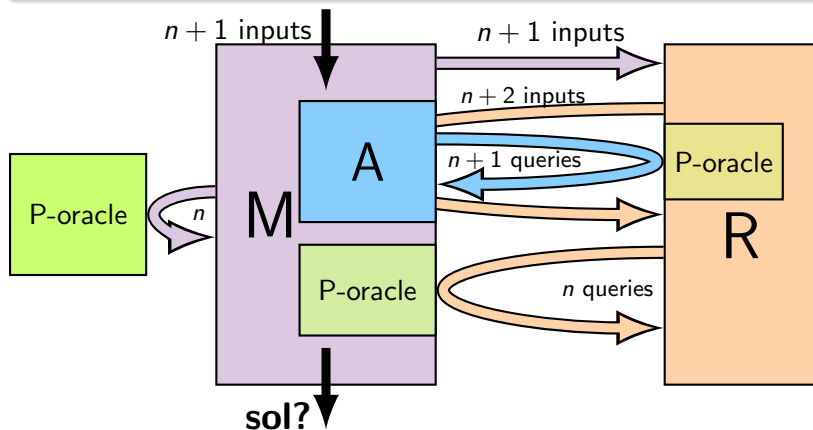 n + 1 inputs
n + 1 inputs
n + 2 inputs
A
n + 1 queries
P-oracle
P-oracle
n
M
R
P-oracle
n queries
sol?